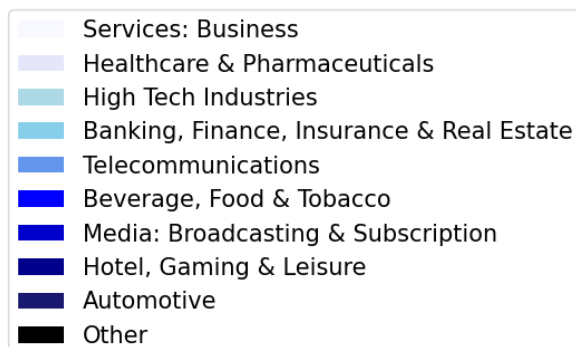 Services: Business
Healthcare & Pharmaceuticals
High Tech Industries
Banking, Finance, Insurance & Real Estate
Telecommunications
Beverage, Food & Tobacco
Media: Broadcasting & Subscription
Hotel, Gaming & Leisure
Automotive
Other